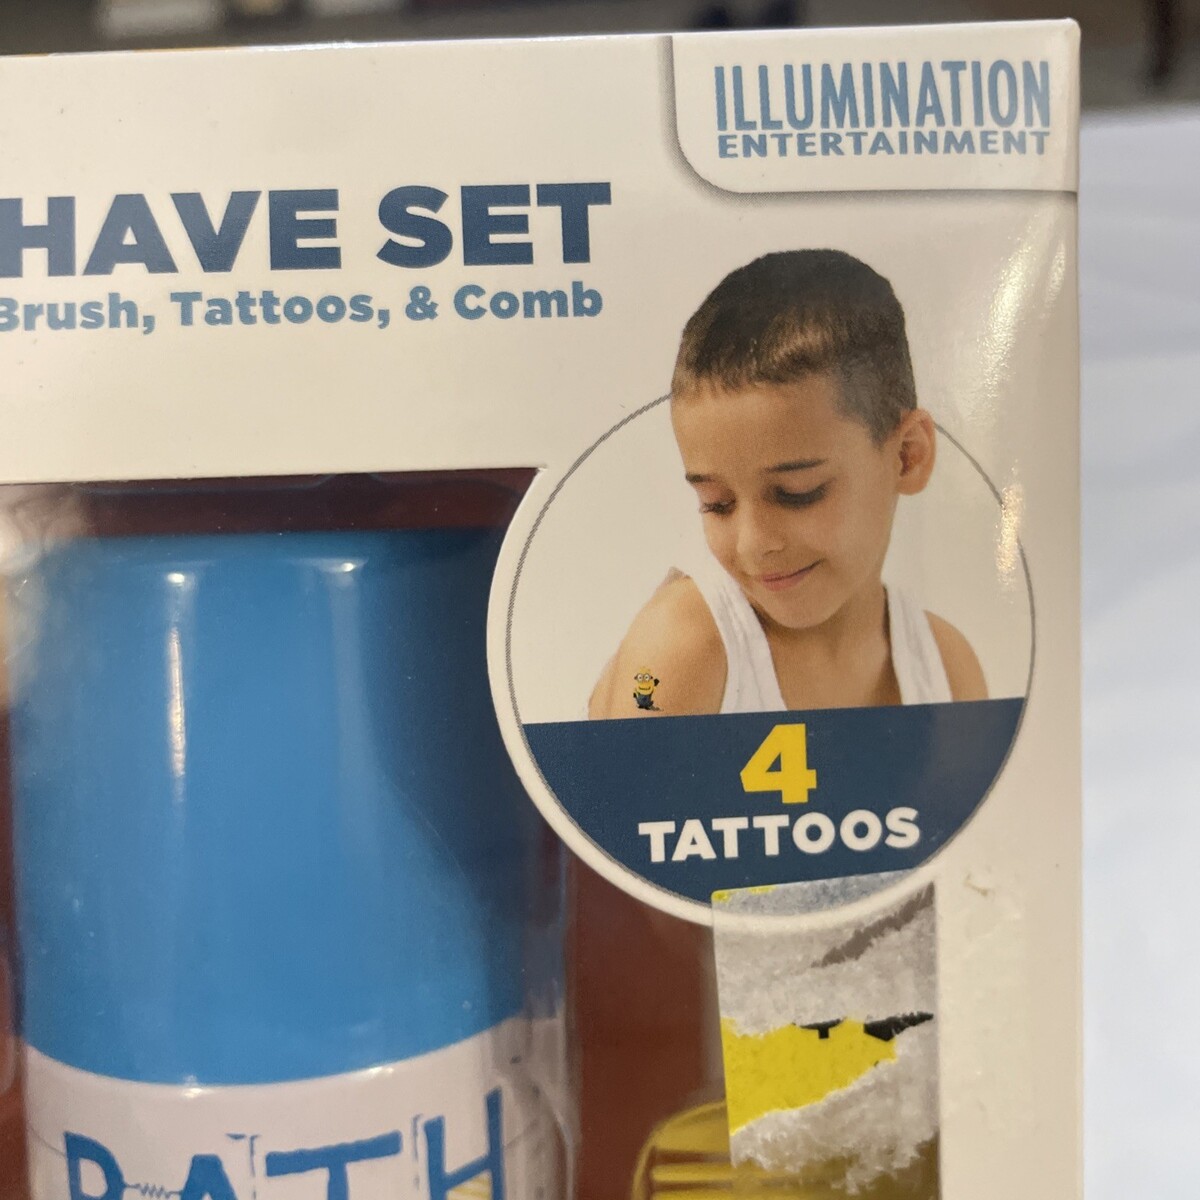 ILLUMINATION
ENTERTAINMENT
HAVE SET
Brush, Tattoos, & Comb
4
TATTOOS
BATH